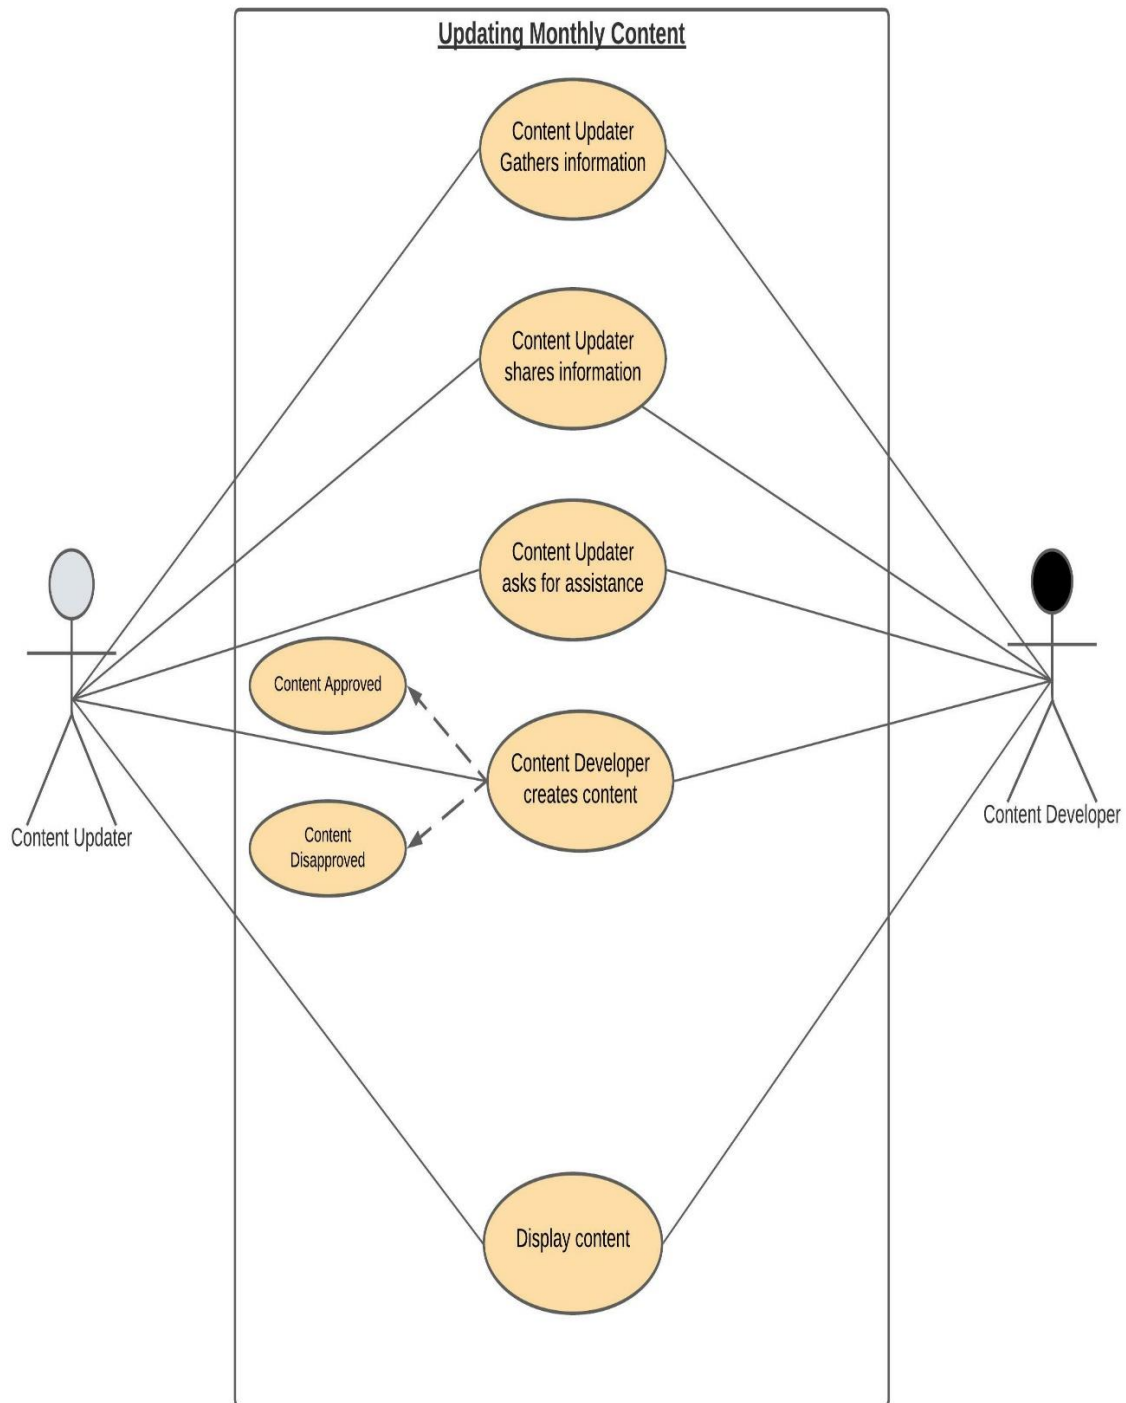 Updating Monthly Content
Content Updater
Gathers information
Content Updater
shares information
Content Updater
asks for assistance
Content Approved
Content Developer
creates content
Content
Disapproved
Content Updater
Content Developer
Display content